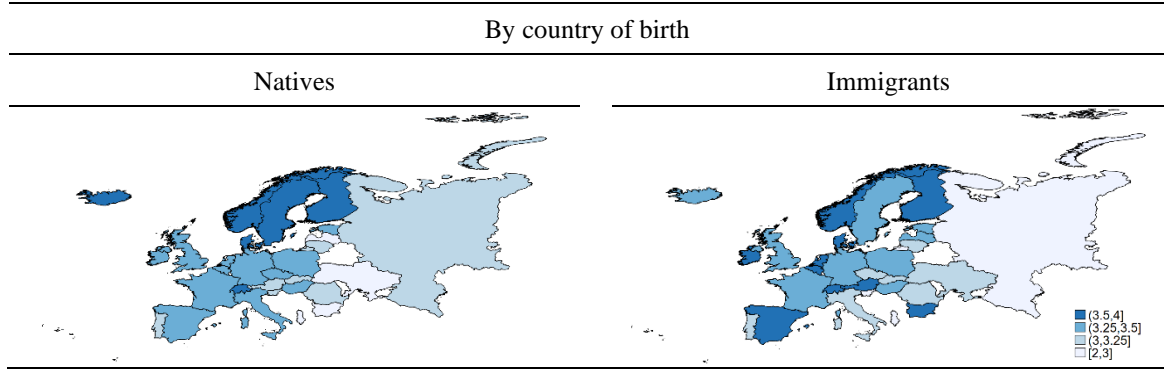 By country of birth
Natives
Immigrants
(3.5,4]
(3.25,3.5]
(3,3.25]
[2,3]